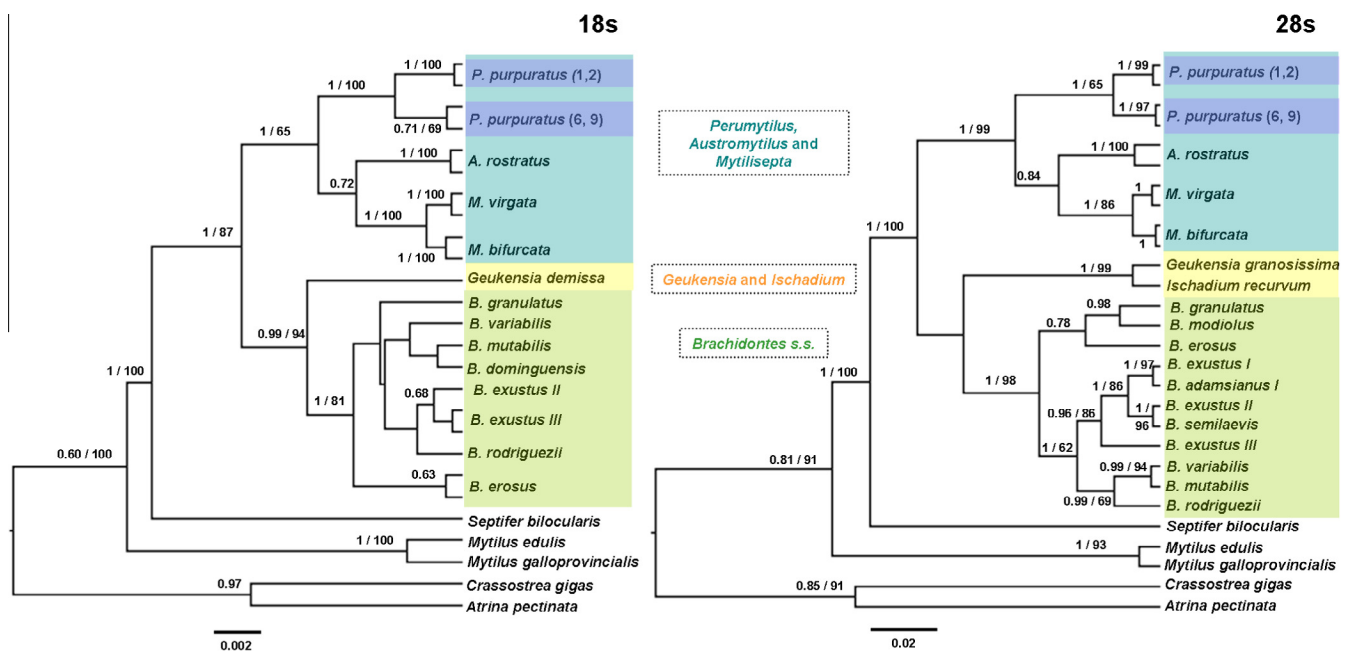 18s
28s
1 / 100
1 / 100
P. purpuratus (1,2)
0.71 / 69
P. purpuratus (6, 9)
1 / 65
1 / 100
A. rostratus
0.72
1 / 100
M. virgata
1 / 100
M. bifurcata
1 / 100
1 / 87
Geukensia demissa
0.99 / 94
B. granulatus
B. variabilis
B. mutabilis
B. dominguensis
1 / 81
0.68
B. exustus II
B. exustus III
B. rodriguezii
0.63
B. erosus
1 / 100
Septifer bilocularis
0.60 / 100
1 / 100
Mytilus edulis
Mytilus galloprovincialis
0.97
Crassostrea gigas
Atrina pectinata
0.002
Perumytilus,
Austromytilus and
Mytilisepta
Geukensia and Ischadium
Brachidontes s.s.
1 / 99
1 / 65
P. purpuratus (1,2)
1 / 97
P. purpuratus (6, 9)
1 / 99
1 / 100
A. rostratus
0.84
1
M. virgata
1 / 86
M. bifurcata
1
1 / 100
Geukensia granosissima
1 / 99
Ischadium recurvum
0.98
B. granulatus
0.78
B. modiolus
B. erosus
1 / 98
1 / 97
B. exustus I
1 / 86
B. adamsianus I
1 /
96
B. exustus II
B. semilaevis
0.96 / 86
B. exustus III
1 / 62
0.99 / 94
B. variabilis
B. mutabilis
0.99 / 69
B. rodriguezii
1 / 100
Septifer bilocularis
0.81 / 91
1 / 93
Mytilus edulis
Mytilus galloprovincialis
0.85 / 91
Crassostrea gigas
Atrina pectinata
0.02